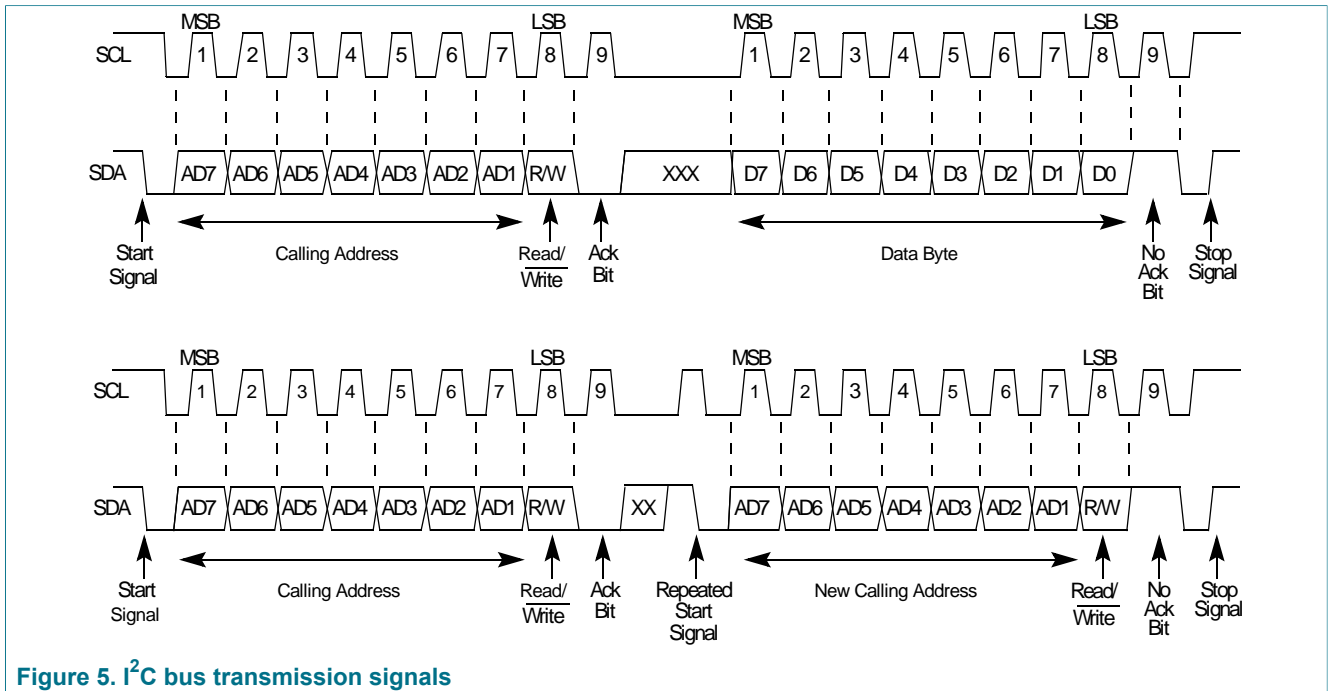 MSB LSB MSB LSB
SCL 1 2 3 4 5 6 7 8 9 1 2 3 4 5 6 7 8 9
SDA AD7 AD6 AD5 AD4 AD3 AD2 AD1 R/W XXX D7 D6 D5 D4 D3 D2 D1 D0
Start Calling Address Read/ Ack Data Byte No Stop
Signal Write Bit Ack Signal
Bit
MSB LSB MSB LSB
SCL 1 2 3 4 5 6 7 8 9 1 2 3 4 5 6 7 8 9
SDA AD7 AD6 AD5 AD4 AD3 AD2 AD1 R/W XX AD7 AD6 AD5 AD4 AD3 AD2 AD1 R/W
Start Calling Address Read/ Ack Repeated New Calling Address Read/ No Stop
Signal Write Bit Start Write Ack Signal
Signal Bit
Figure 5. I²C bus transmission signals